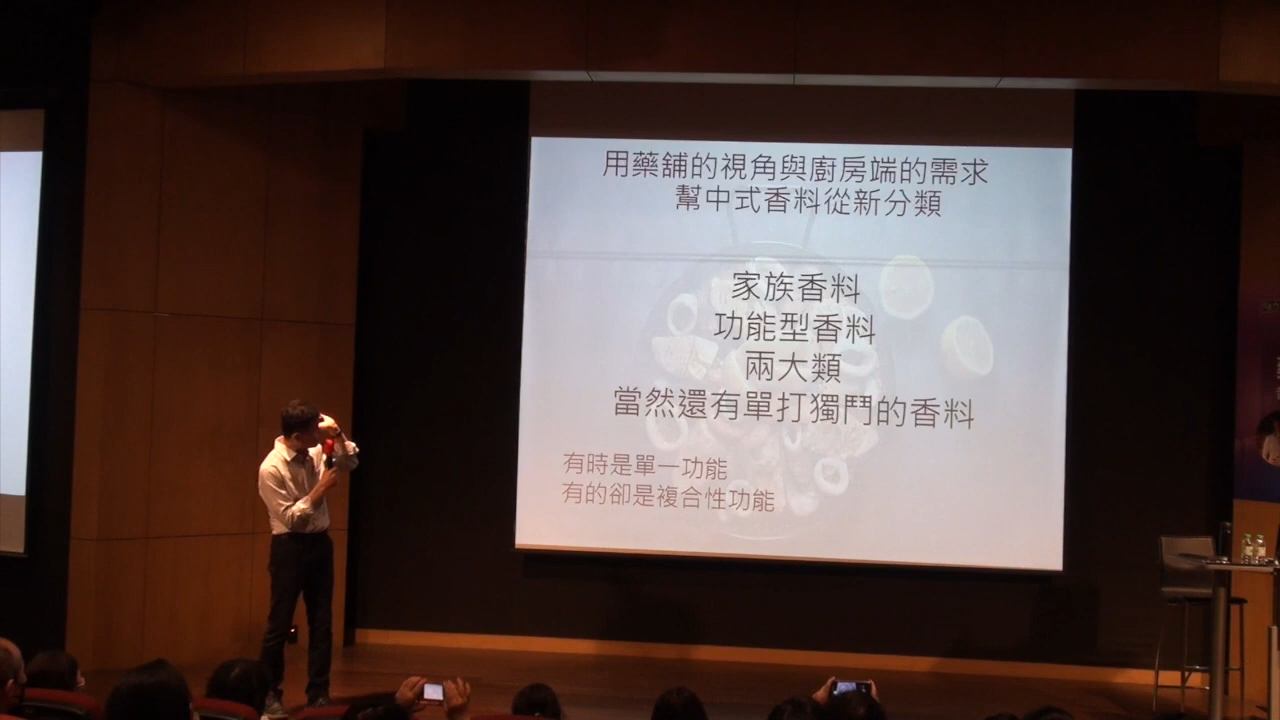 用藥舖的視角與廚房端的需求
幫中式香料從新分類
家族香料
功能型香料
兩大類
當然還有單打獨鬥的香料
有時是單一功能
有的卻是複合性功能